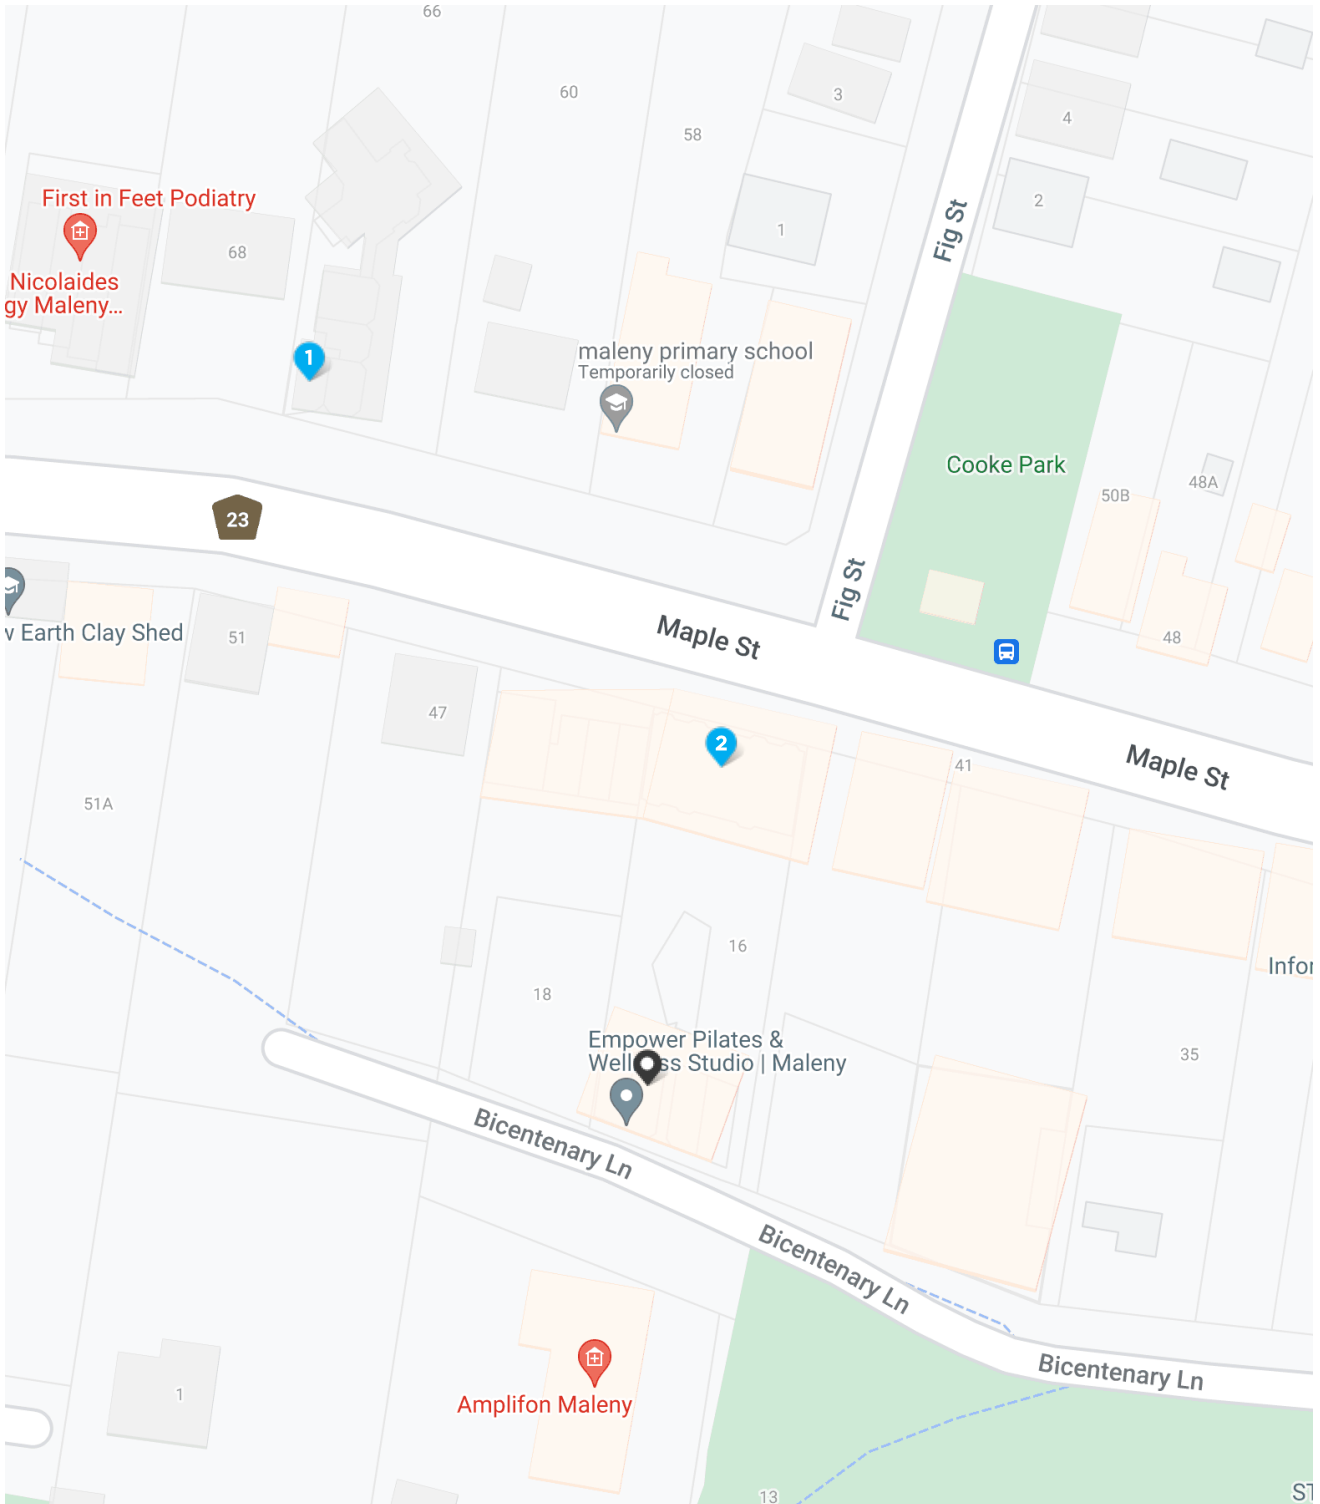 66
60
58
3
4
2
1
First in Feet Podiatry
68
Nicolaides
gy Maleny...
1
maleny primary school
Temporarily closed
Fig St
Cooke Park
48A
50B
23
Fig St
w Earth Clay Shed
51
Maple St
48
47
2
41
Maple St
51A
16
Infor
18
Empower Pilates &
Wellness Studio | Maleny
35
Bicentenary Ln
Bicentenary Ln
Bicentenary Ln
1
Amplifon Maleny
13
ST